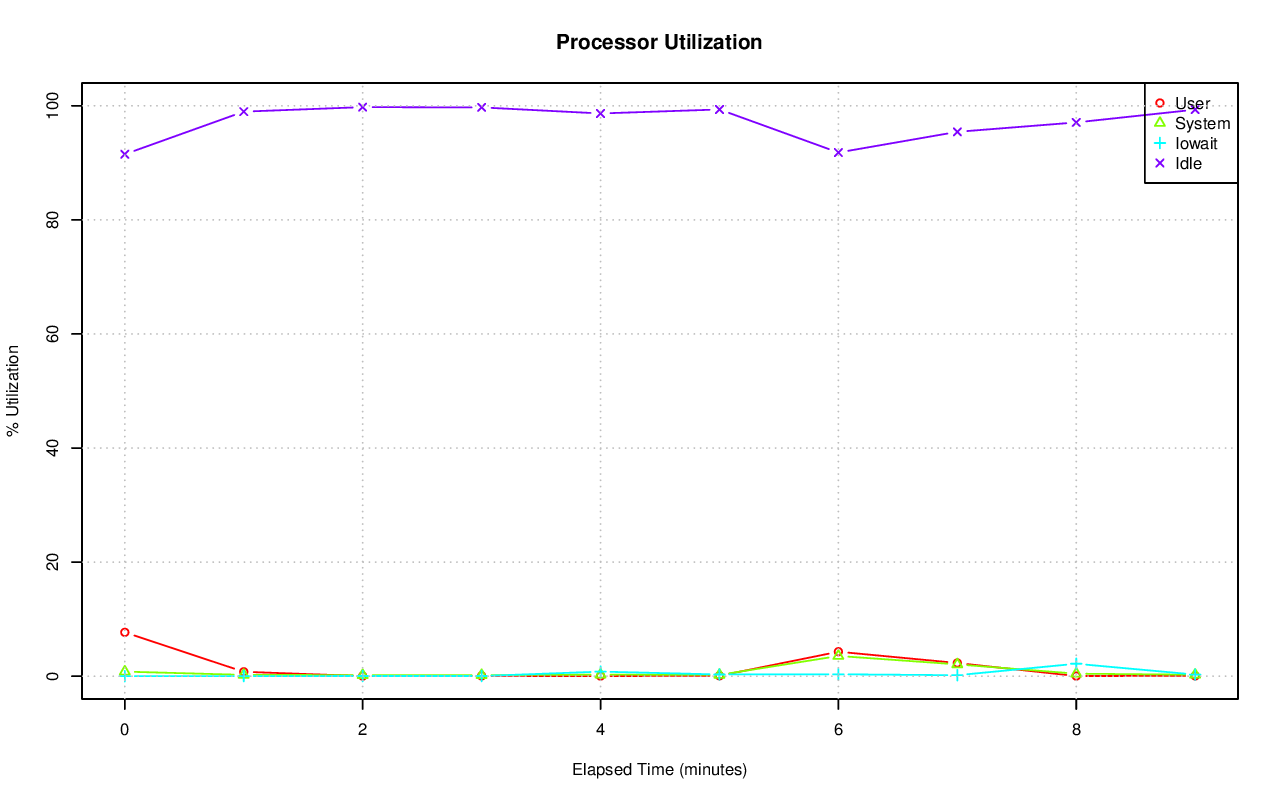 Processor Utilization
100
80
60
40
20
0
% Utilization
User
System
Iowait
Idle
0 2 4 6 8
Elapsed Time (minutes)